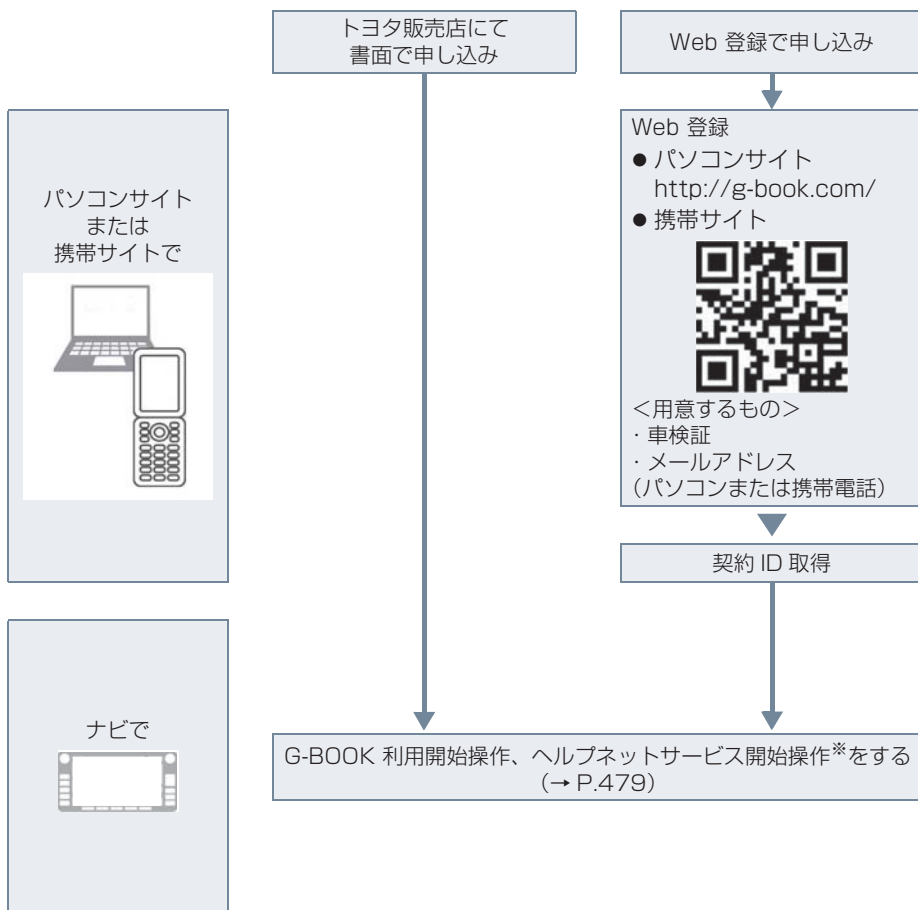 トヨタ販売店にて
書面で申し込み
Web 登録で申し込み
パソコンサイト
または
携帯サイトで
Web 登録
● パソコンサイト
http://g-book.com/
● 携帯サイト
＜用意するもの＞
・車検証
・メールアドレス
（パソコンまたは携帯電話）
契約 ID 取得
ナビで
G-BOOK 利用開始操作、ヘルプネットサービス開始操作※をする
（→ P.479）